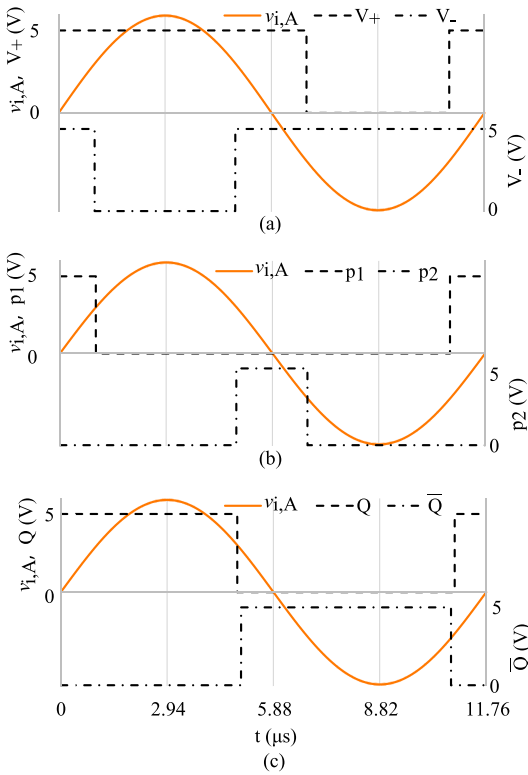 vi,A V+ V-
vi,A, V+ (V)
5
0
5
0
V- (V)
(a)
vi,A p1 p2
vi,A, p1 (V)
5
0
5
0
p2 (V)
(b)
vi,A Q Q̅
vi,A, Q (V)
5
0
5
0
Q̅ (V)
0 2.94 5.88 8.82 11.76
t (μs)
(c)